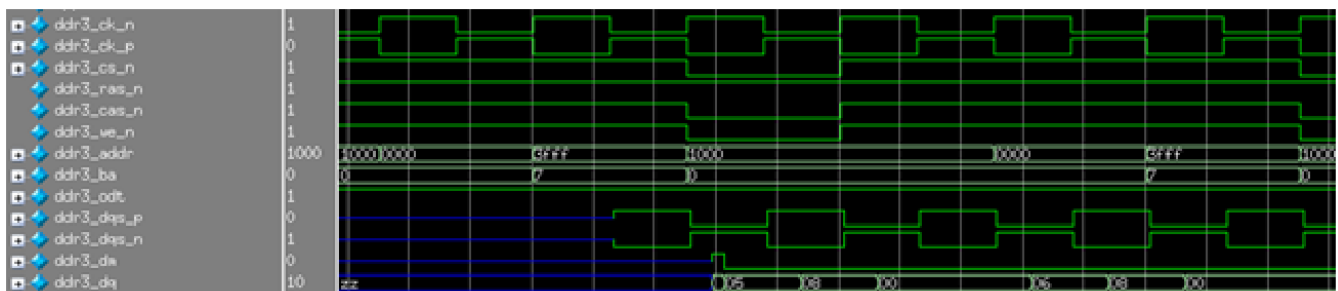 ddr3_ck_n 1
ddr3_ck_p 0
ddr3_cs_n 1
ddr3_ras_n 1
ddr3_cas_n 1
ddr3_we_n 1
ddr3_addr 1000 1000 0000 3fff 1000 0000 3fff 1000
ddr3_ba 0 0 7 0 7 0
ddr3_odt 1
ddr3_dqs_p 0
ddr3_dqs_n 1
ddr3_dm 0
ddr3_dq 10 zz 05 08 00 06 08 00